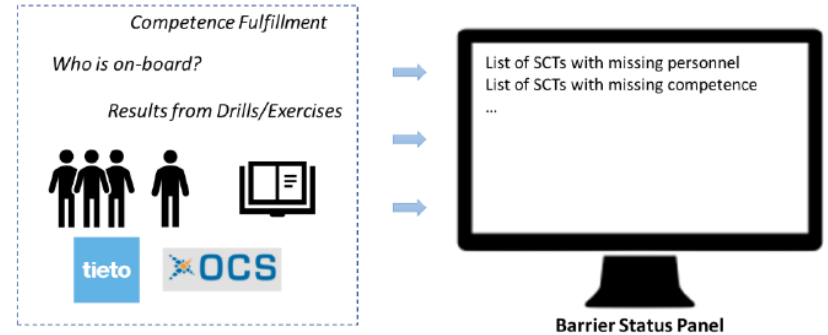 Competence Fulfillment
Who is on-board?
Results from Drills/Exercises
tieto
OCS
List of SCTs with missing personnel
List of SCTs with missing competence
...
Barrier Status Panel